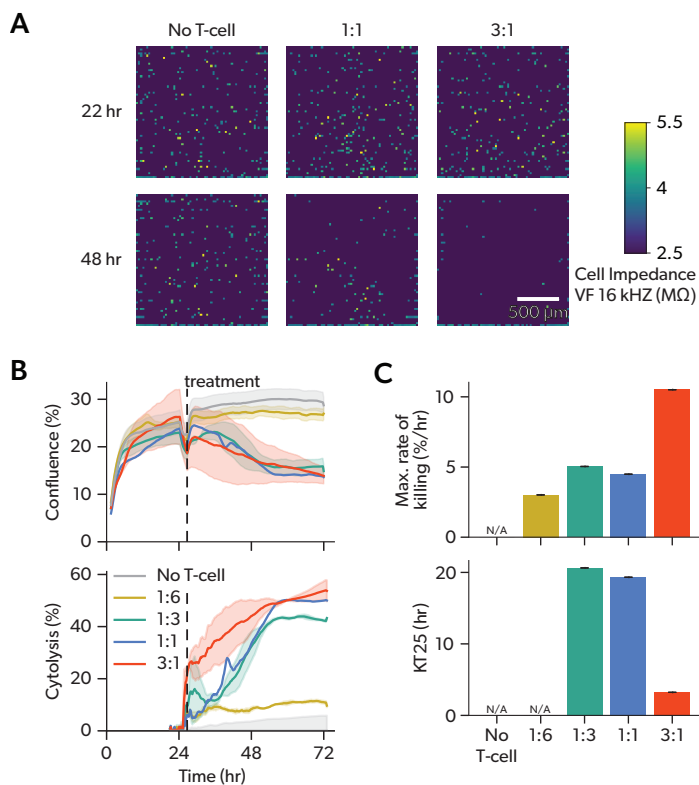 A
No T-cell 1:1 3:1
22 hr
48 hr
5.5
4
2.5
Cell Impedance
VF 16 kHZ (MΩ)
500 µm
B
treatment
30
20
10
0
Confluence (%)
60
40
20
0
Cytolysis (%)
No T-cell
1:6
1:3
1:1
3:1
0 24 48 72
Time (hr)
C
10
5
0
Max. rate of
killing (%/hr)
N/A
20
0
KT25 (hr)
N/A N/A
No
T-cell
1:6 1:3 1:1 3:1